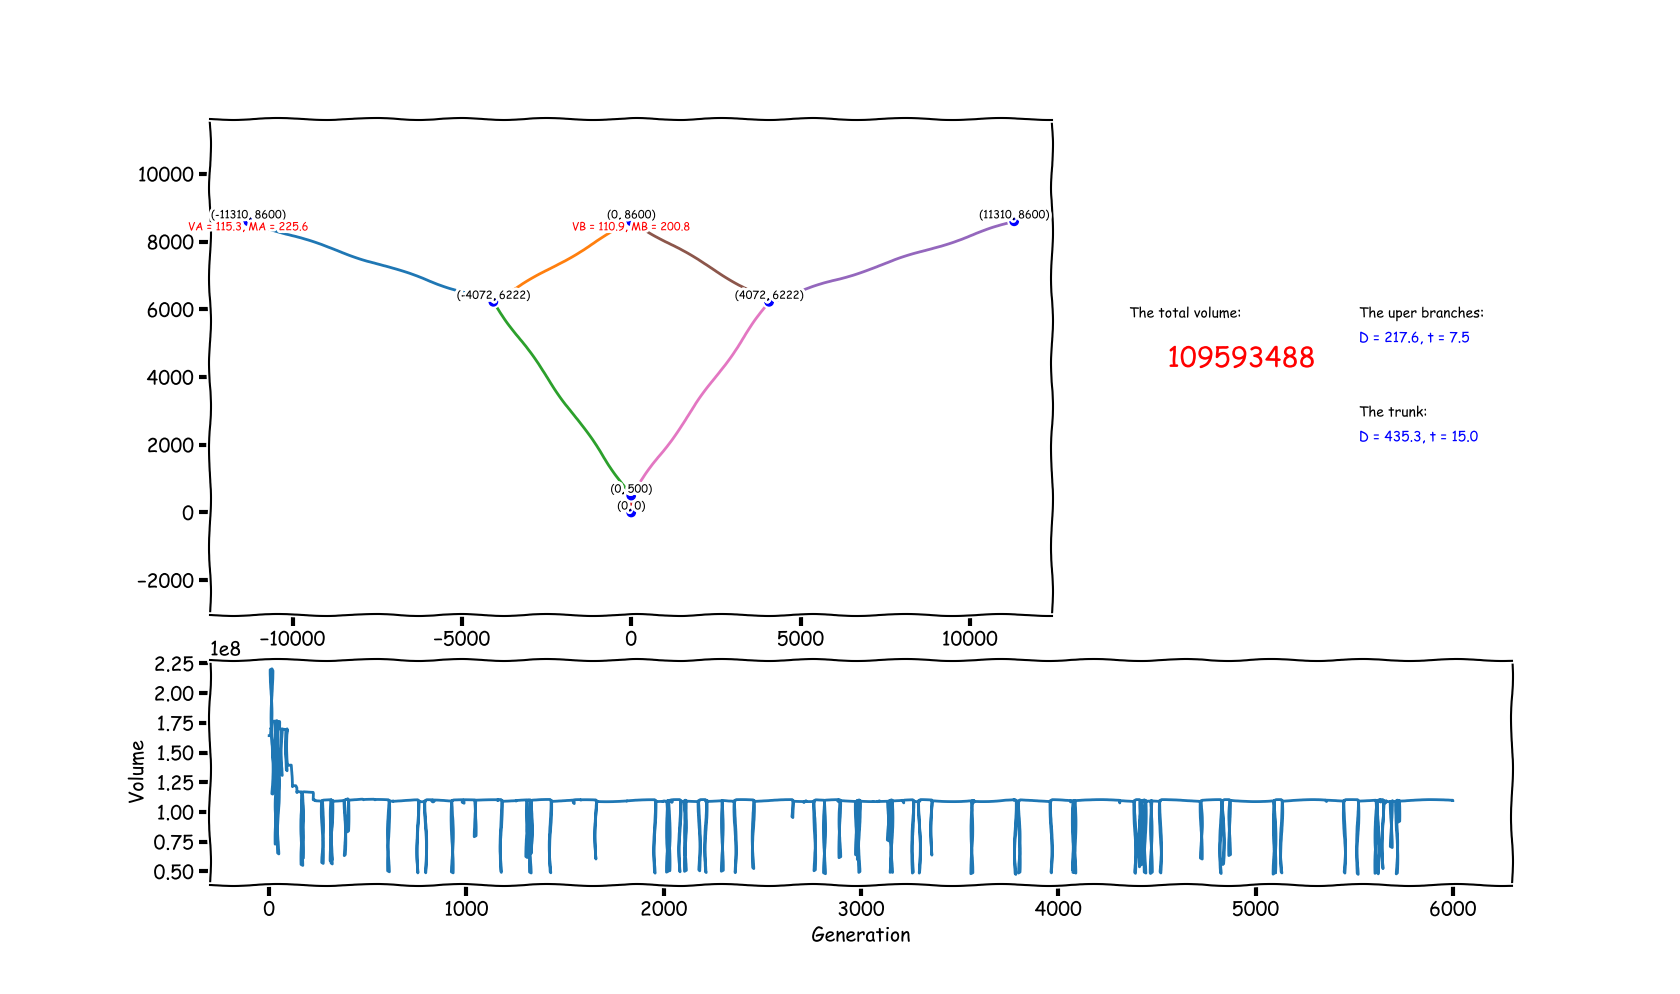 10000
8000
6000
4000
2000
0
-2000
(-11310, 8600)
VA = 115.3, MA = 225.6
(0, 8600)
VB = 110.9, MB = 200.8
(11310, 8600)
(-4072, 6222)
(4072, 6222)
(0, 500)
(0, 0)
-10000 -5000 0 5000 10000
The total volume:
109593488
The uper branches:
D = 217.6, t = 7.5
The trunk:
D = 435.3, t = 15.0
1e8
2.25
2.00
1.75
1.50
1.25
1.00
0.75
0.50
Volume
0 1000 2000 3000 4000 5000 6000
Generation